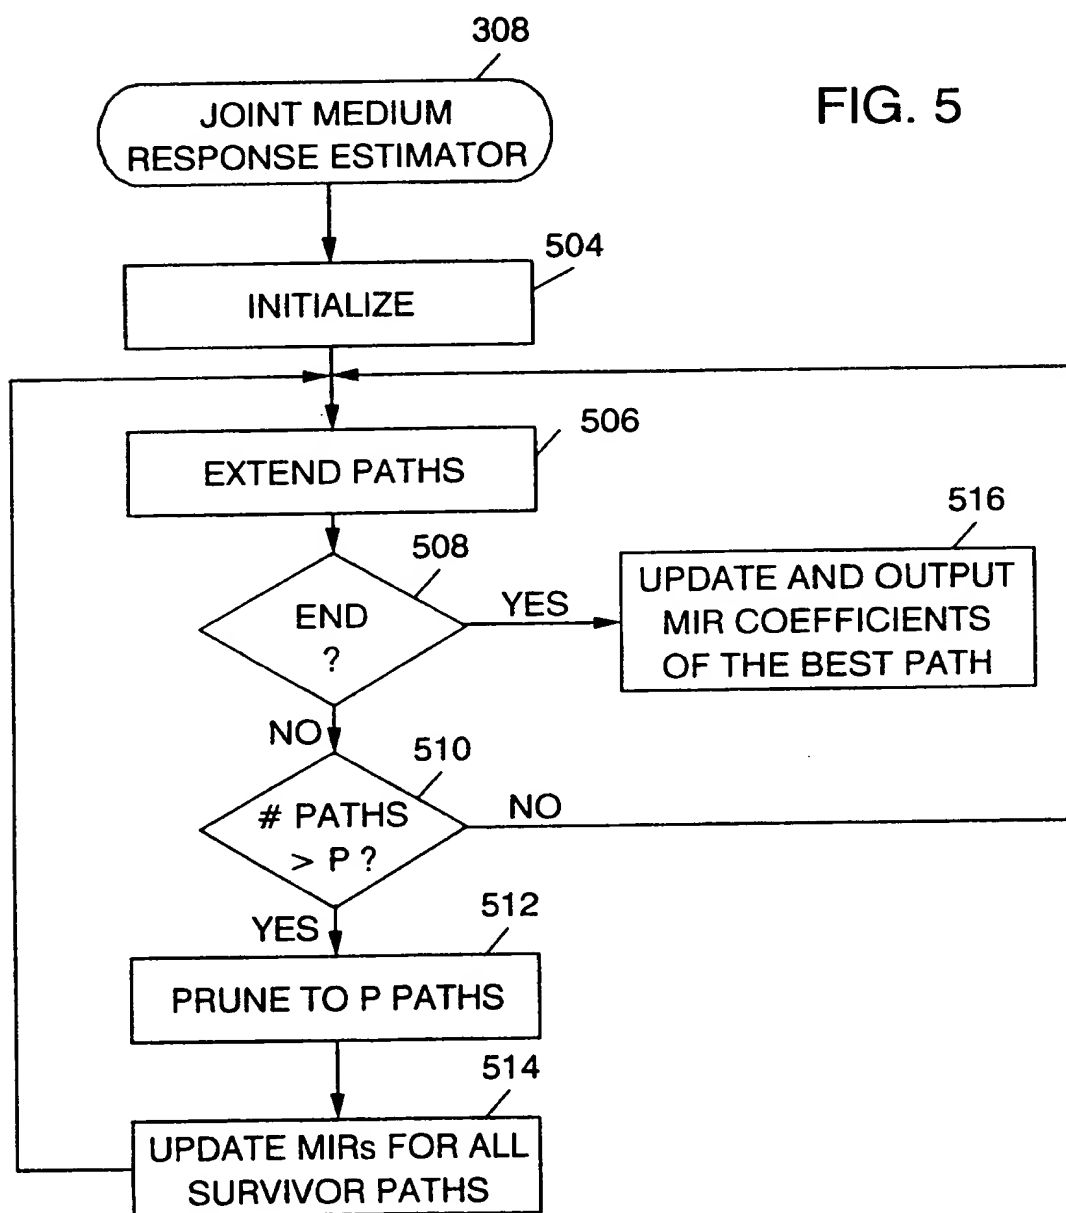 308
FIG. 5
JOINT MEDIUM
RESPONSE ESTIMATOR
504
INITIALIZE
506
EXTEND PATHS
508
END
?
YES
516
UPDATE AND OUTPUT
MIR COEFFICIENTS
OF THE BEST PATH
NO
510
# PATHS
> P ?
NO
YES
512
PRUNE TO P PATHS
514
UPDATE MIRs FOR ALL
SURVIVOR PATHS